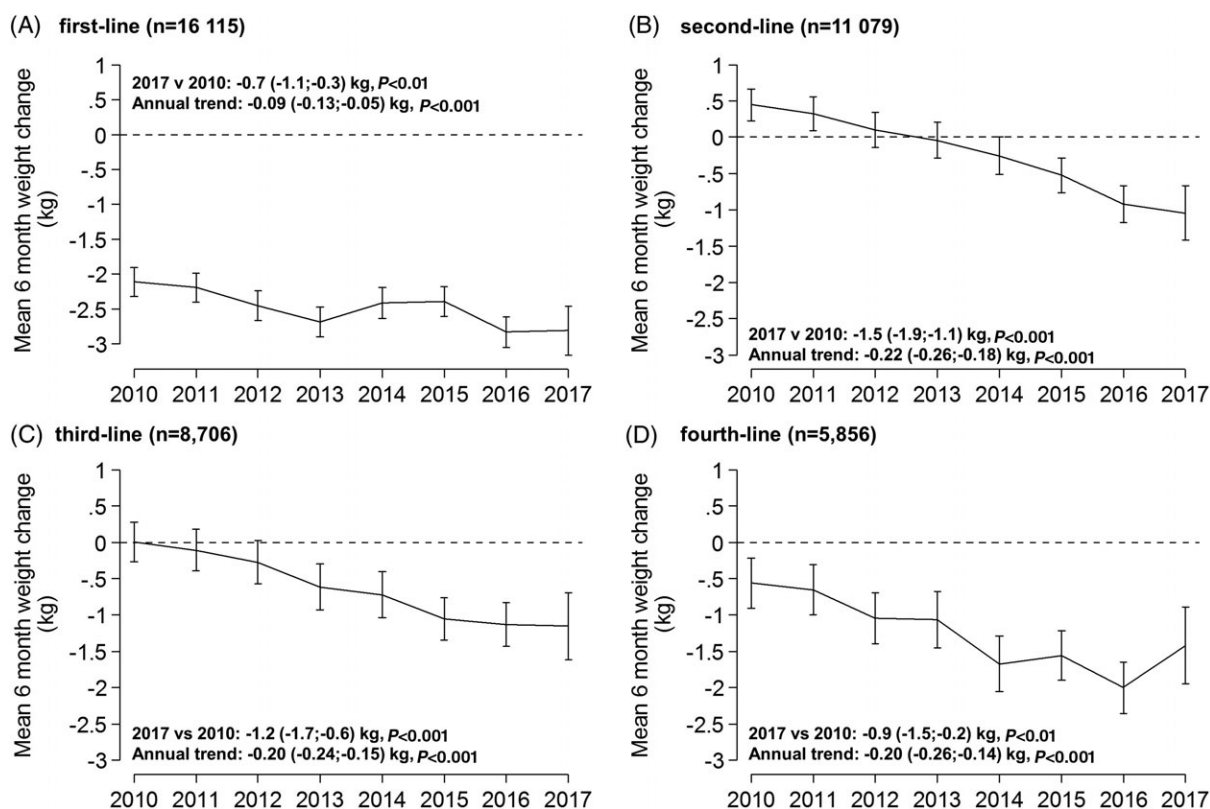 (A) first-line (n=16 115)
Mean 6 month weight change
(kg)
1
.5
0
-.5
-1
-1.5
-2
-2.5
-3
2017 v 2010: -0.7 (-1.1;-0.3) kg, P<0.01
Annual trend: -0.09 (-0.13;-0.05) kg, P<0.001
2010 2011 2012 2013 2014 2015 2016 2017
(B) second-line (n=11 079)
Mean 6 month weight change
(kg)
1
.5
0
-.5
-1
-1.5
-2
-2.5
-3
2017 v 2010: -1.5 (-1.9;-1.1) kg, P<0.001
Annual trend: -0.22 (-0.26;-0.18) kg, P<0.001
2010 2011 2012 2013 2014 2015 2016 2017
(C) third-line (n=8,706)
Mean 6 month weight change
(kg)
1
.5
0
-.5
-1
-1.5
-2
-2.5
-3
2017 vs 2010: -1.2 (-1.7;-0.6) kg, P<0.001
Annual trend: -0.20 (-0.24;-0.15) kg, P<0.001
2010 2011 2012 2013 2014 2015 2016 2017
(D) fourth-line (n=5,856)
Mean 6 month weight change
(kg)
1
.5
0
-.5
-1
-1.5
-2
-2.5
-3
2017 vs 2010: -0.9 (-1.5;-0.2) kg, P<0.01
Annual trend: -0.20 (-0.26;-0.14) kg, P<0.001
2010 2011 2012 2013 2014 2015 2016 2017